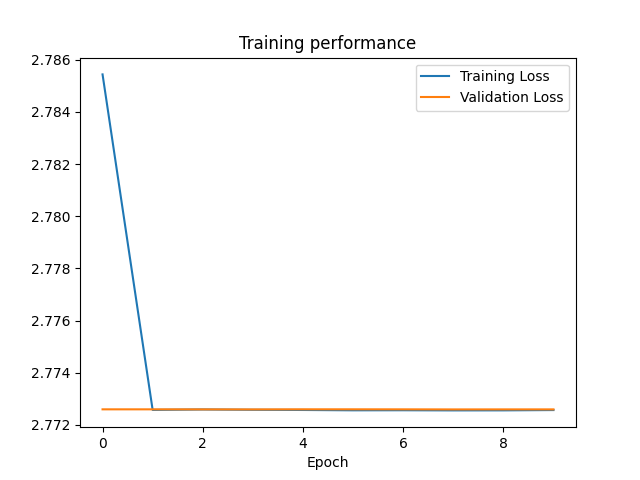 Training performance
2.786
2.784
2.782
2.780
2.778
2.776
2.774
2.772
Training Loss
Validation Loss
0 2 4 6 8
Epoch